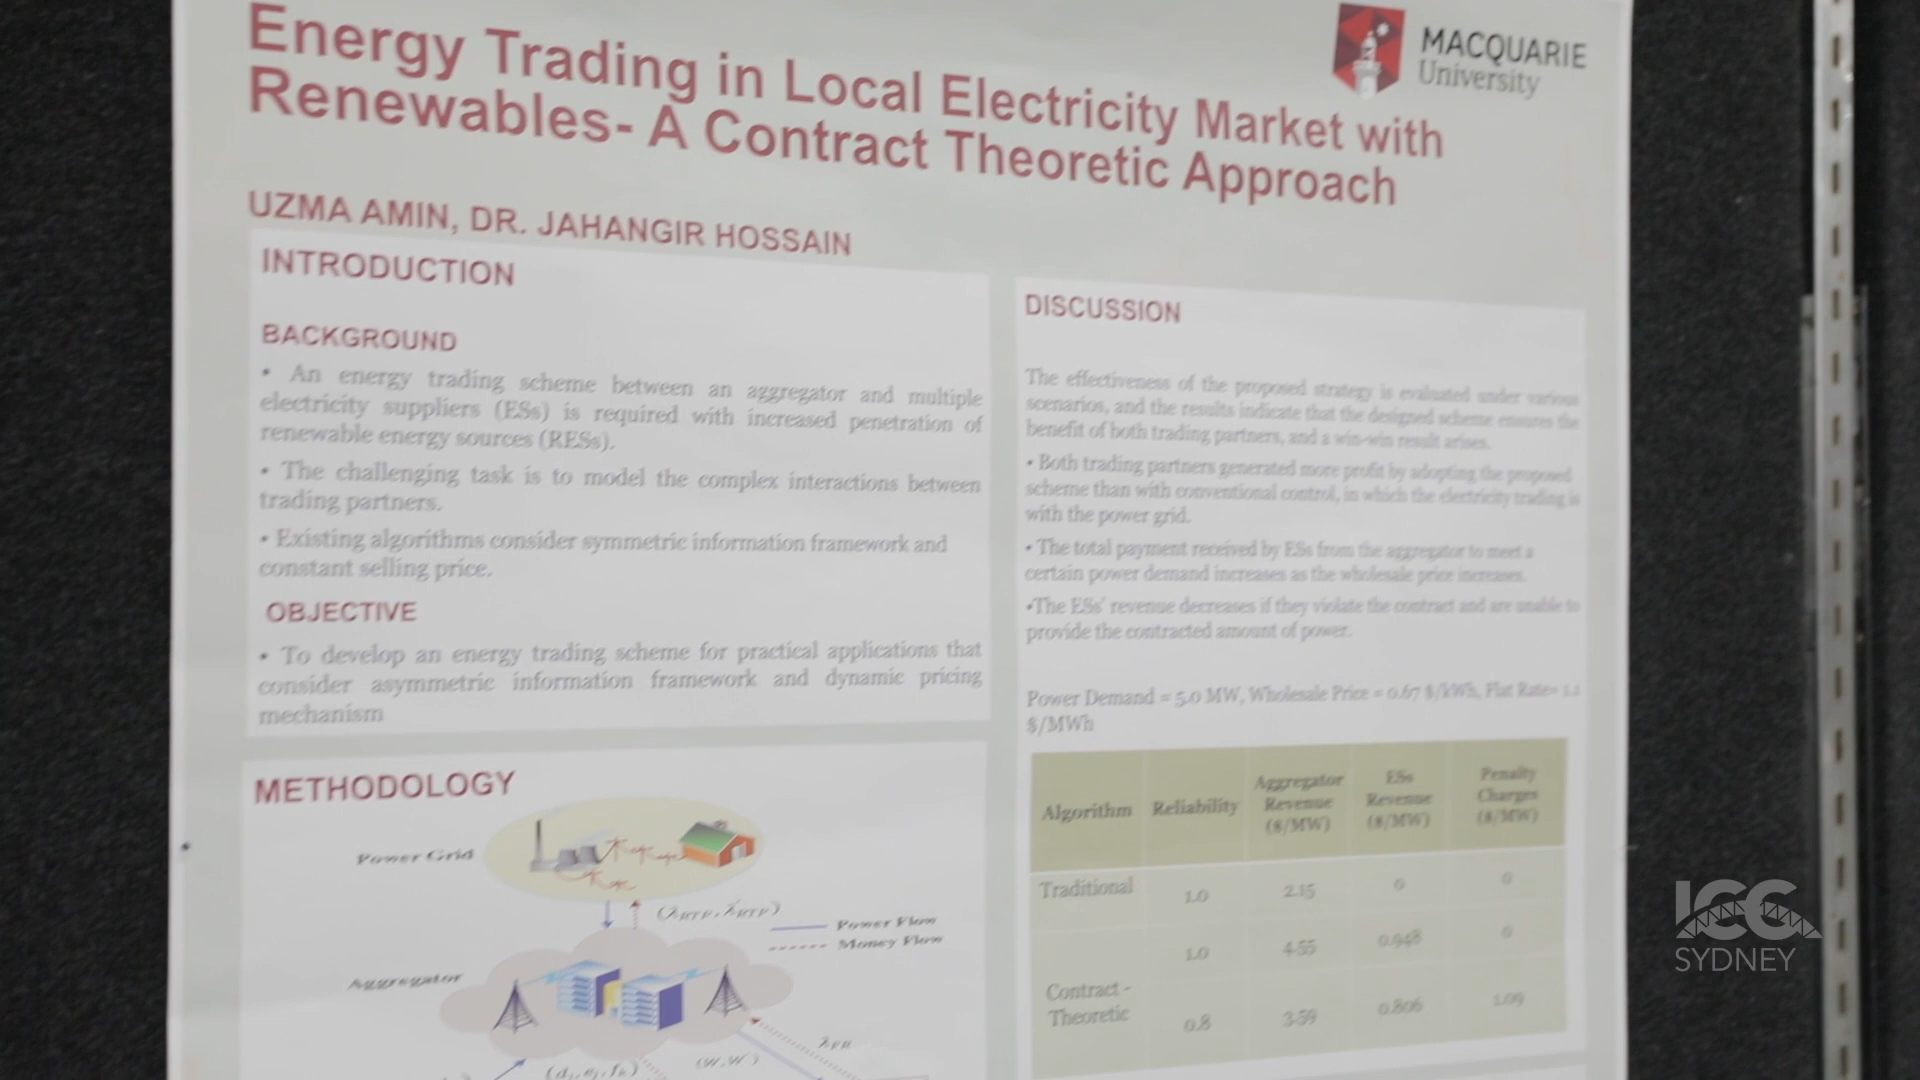 Energy Trading in Local Electricity Market with
Renewables- A Contract Theoretic Approach
MACQUARIE
University
UZMA AMIN, DR. JAHANGIR HOSSAIN
INTRODUCTION
BACKGROUND
• An energy trading scheme between an aggregator and multiple
electricity suppliers (ESs) is required with increased penetration of
renewable energy sources (RESs).
• The challenging task is to model the complex interactions between
trading partners.
• Existing algorithms consider symmetric information framework and
constant selling price.
OBJECTIVE
• To develop an energy trading scheme for practical applications that
consider asymmetric information framework and dynamic pricing
mechanism
METHODOLOGY
Power Grid
Power Flow
Money Flow
Aggregator
DISCUSSION
The effectiveness of the proposed strategy is evaluated under various
scenarios, and the results indicate that the designed scheme ensures the
benefit of both trading partners, and a win-win result arises.
• Both trading partners generated more profit by adopting the proposed
scheme than with conventional control, in which the electricity trading is
with the power grid.
• The total payment received by ESs from the aggregator to meet a
certain power demand increases as the wholesale price increases.
•The ESs' revenue decreases if they violate the contract and are unable to
provide the contracted amount of power.
Power Demand = 5.0 MW, Wholesale Price = 0.67 $/kWh, Flat Rate= 1.1
$/MWh
Algorithm
Reliability
Aggregator
Revenue
($/MW)
ESs
Revenue
($/MW)
Penalty
Charges
($/MW)
Traditional 1.0 2.15 0 0
1.0 4.55 0.948 0
Contract -
Theoretic
0.8 3.59 0.806 1.09
ICC
SYDNEY